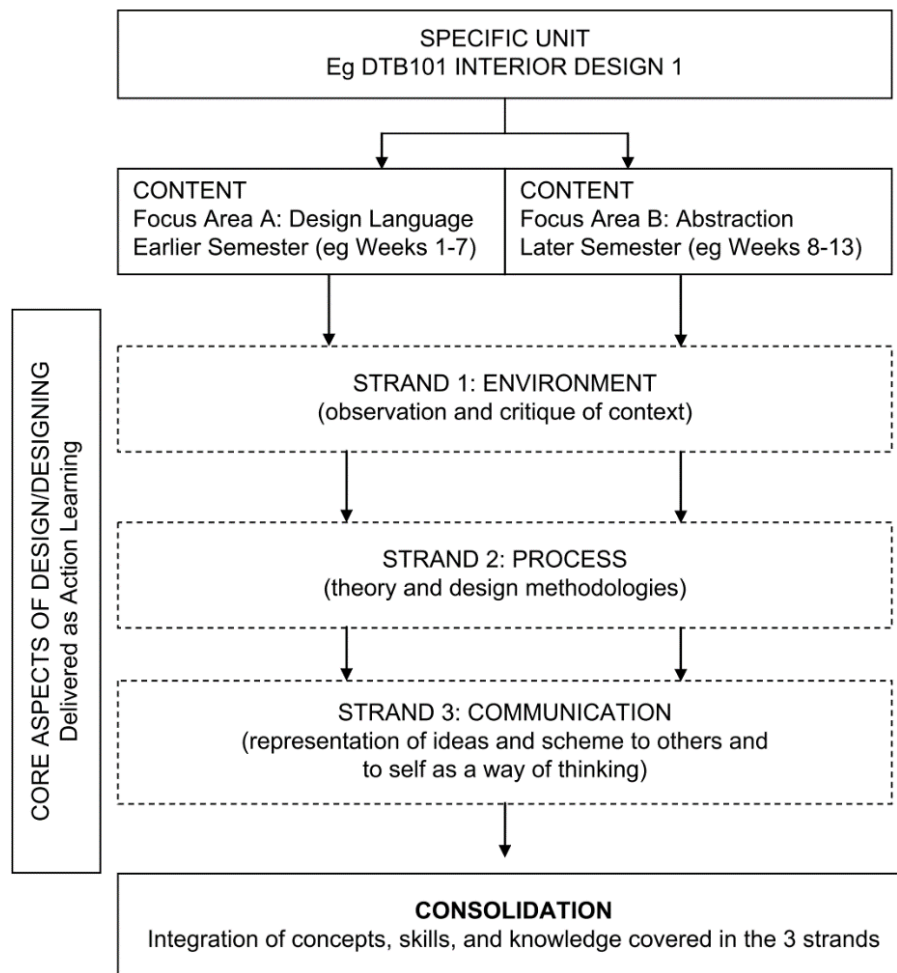 SPECIFIC UNIT
Eg DTB101 INTERIOR DESIGN 1
CONTENT
Focus Area A: Design Language
Earlier Semester (eg Weeks 1-7)
CONTENT
Focus Area B: Abstraction
Later Semester (eg Weeks 8-13)
CORE ASPECTS OF DESIGN/DESIGNING
Delivered as Action Learning
STRAND 1: ENVIRONMENT
(observation and critique of context)
STRAND 2: PROCESS
(theory and design methodologies)
STRAND 3: COMMUNICATION
(representation of ideas and scheme to others and
to self as a way of thinking)
CONSOLIDATION
Integration of concepts, skills, and knowledge covered in the 3 strands